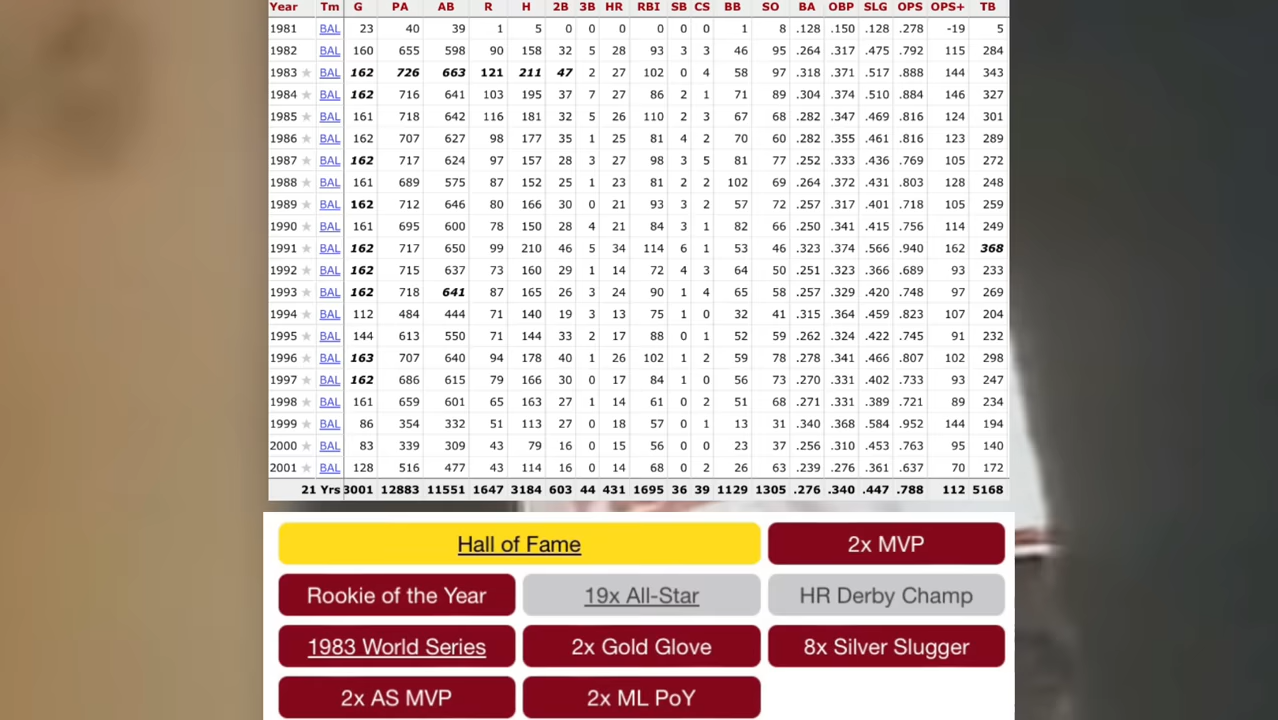 Year Tm G PA AB R H 2B 3B HR RBI SB CS BB SO BA OBP SLG OPS OPS+ TB
1981 BAL 23 40 39 1 5 0 0 0 0 0 0 1 8 .128 .150 .128 .278 -19 5
1982 BAL 160 655 598 90 158 32 5 28 93 3 3 46 95 .264 .317 .475 .792 115 284
1983 ★ BAL 162 726 663 121 211 47 2 27 102 0 4 58 97 .318 .371 .517 .888 144 343
1984 ★ BAL 162 716 641 103 195 37 7 27 86 2 1 71 89 .304 .374 .510 .884 146 327
1985 ★ BAL 161 718 642 116 181 32 5 26 110 2 3 67 68 .282 .347 .469 .816 124 301
1986 ★ BAL 162 707 627 98 177 35 1 25 81 4 2 70 60 .282 .355 .461 .816 123 289
1987 ★ BAL 162 717 624 97 157 28 3 27 98 3 5 81 77 .252 .333 .436 .769 105 272
1988 ★ BAL 161 689 575 87 152 25 1 23 81 2 2 102 69 .264 .372 .431 .803 128 248
1989 ★ BAL 162 712 646 80 166 30 0 21 93 3 2 57 72 .257 .317 .401 .718 105 259
1990 ★ BAL 161 695 600 78 150 28 4 21 84 3 1 82 66 .250 .341 .415 .756 114 249
1991 ★ BAL 162 717 650 99 210 46 5 34 114 6 1 53 46 .323 .374 .566 .940 162 368
1992 ★ BAL 162 715 637 73 160 29 1 14 72 4 3 64 50 .251 .323 .366 .689 93 233
1993 ★ BAL 162 718 641 87 165 26 3 24 90 1 4 65 58 .257 .329 .420 .748 97 269
1994 ★ BAL 112 484 444 71 140 19 3 13 75 1 0 32 41 .315 .364 .459 .823 107 204
1995 ★ BAL 144 613 550 71 144 33 2 17 88 0 1 52 59 .262 .324 .422 .745 91 232
1996 ★ BAL 163 707 640 94 178 40 1 26 102 1 2 59 78 .278 .341 .466 .807 102 298
1997 ★ BAL 162 686 615 79 166 30 0 17 84 1 0 56 73 .270 .331 .402 .733 93 247
1998 ★ BAL 161 659 601 65 163 27 1 14 61 0 2 51 68 .271 .331 .389 .721 89 234
1999 ★ BAL 86 354 332 51 113 27 0 18 57 0 1 13 31 .340 .368 .584 .952 144 194
2000 ★ BAL 83 339 309 43 79 16 0 15 56 0 0 23 37 .256 .310 .453 .763 95 140
2001 ★ BAL 128 516 477 43 114 16 0 14 68 0 2 26 63 .239 .276 .361 .637 70 172
21 Yrs 3001 12883 11551 1647 3184 603 44 431 1695 36 39 1129 1305 .276 .340 .447 .788 112 5168
Hall of Fame 2x MVP
Rookie of the Year 19x All-Star HR Derby Champ
1983 World Series 2x Gold Glove 8x Silver Slugger
2x AS MVP 2x ML PoY